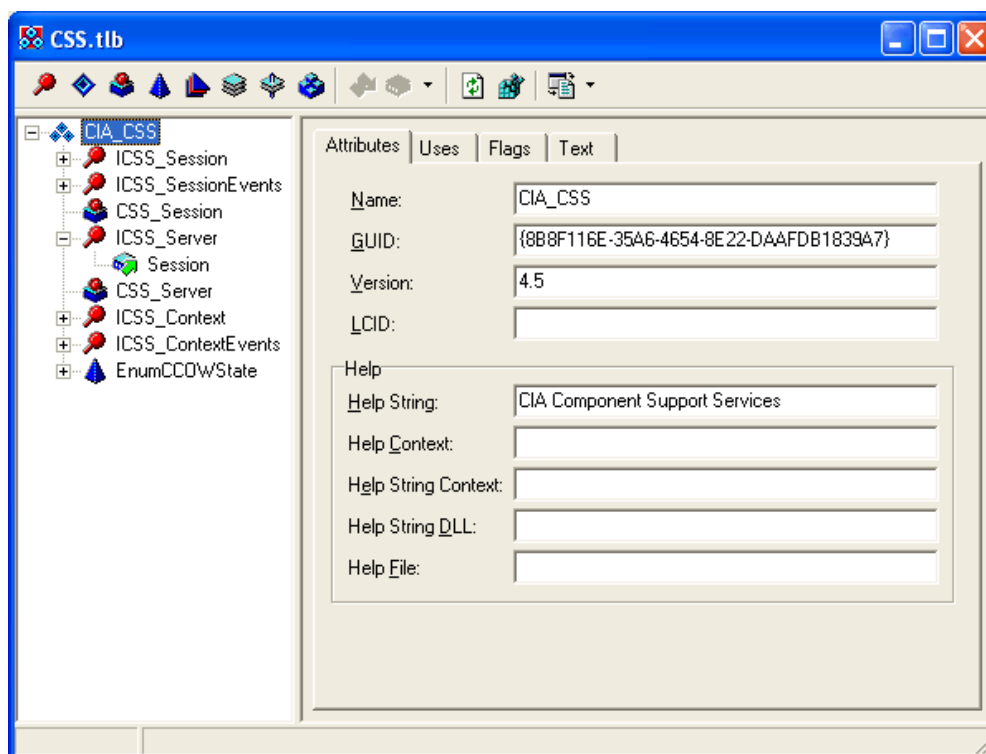 CSS.tlb
CIA_CSS
ICSS_Session
ICSS_SessionEvents
CSS_Session
ICSS_Server
Session
CSS_Server
ICSS_Context
ICSS_ContextEvents
EnumCCOWState
Attributes Uses Flags Text
Name: CIA_CSS
GUID: {8B8F116E-35A6-4654-8E22-DAAFDB1839A7}
Version: 4.5
LCID:
Help
Help String: CIA Component Support Services
Help Context:
Help String Context:
Help String DLL:
Help File: